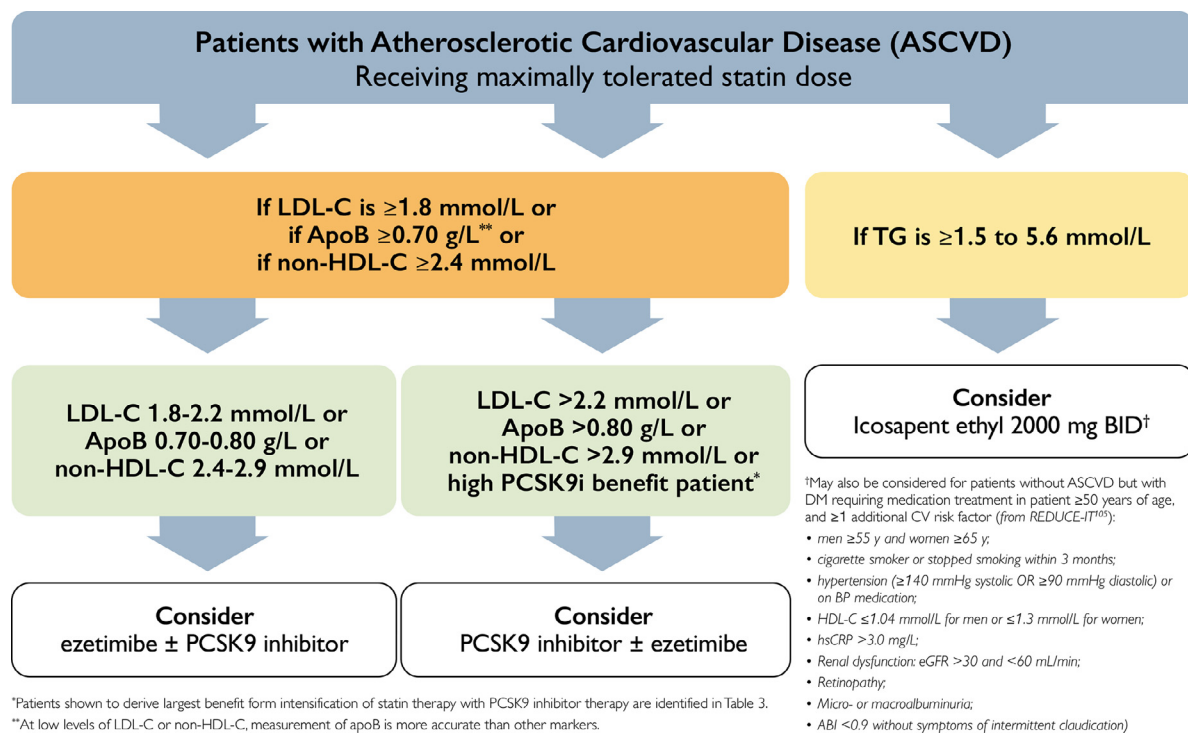 Patients with Atherosclerotic Cardiovascular Disease (ASCVD)
Receiving maximally tolerated statin dose
If LDL-C is ≥1.8 mmol/L or
if ApoB ≥0.70 g/L** or
if non-HDL-C ≥2.4 mmol/L
If TG is ≥1.5 to 5.6 mmol/L
LDL-C 1.8-2.2 mmol/L or
ApoB 0.70-0.80 g/L or
non-HDL-C 2.4-2.9 mmol/L
LDL-C >2.2 mmol/L or
ApoB >0.80 g/L or
non-HDL-C >2.9 mmol/L or
high PCSK9i benefit patient*
Consider
Icosapent ethyl 2000 mg BID†
Consider
ezetimibe ± PCSK9 inhibitor
Consider
PCSK9 inhibitor ± ezetimibe
†May also be considered for patients without ASCVD but with
DM requiring medication treatment in patient ≥50 years of age,
and ≥1 additional CV risk factor (from REDUCE-IT¹⁰⁵):
• men ≥55 y and women ≥65 y;
• cigarette smoker or stopped smoking within 3 months;
• hypertension (≥140 mmHg systolic OR ≥90 mmHg diastolic) or
on BP medication;
• HDL-C ≤1.04 mmol/L for men or ≤1.3 mmol/L for women;
• hsCRP >3.0 mg/L;
• Renal dysfunction: eGFR >30 and <60 mL/min;
• Retinopathy;
• Micro- or macroalbuminuria;
• ABI <0.9 without symptoms of intermittent claudication)
*Patients shown to derive largest benefit form intensification of statin therapy with PCSK9 inhibitor therapy are identified in Table 3.
**At low levels of LDL-C or non-HDL-C, measurement of apoB is more accurate than other markers.